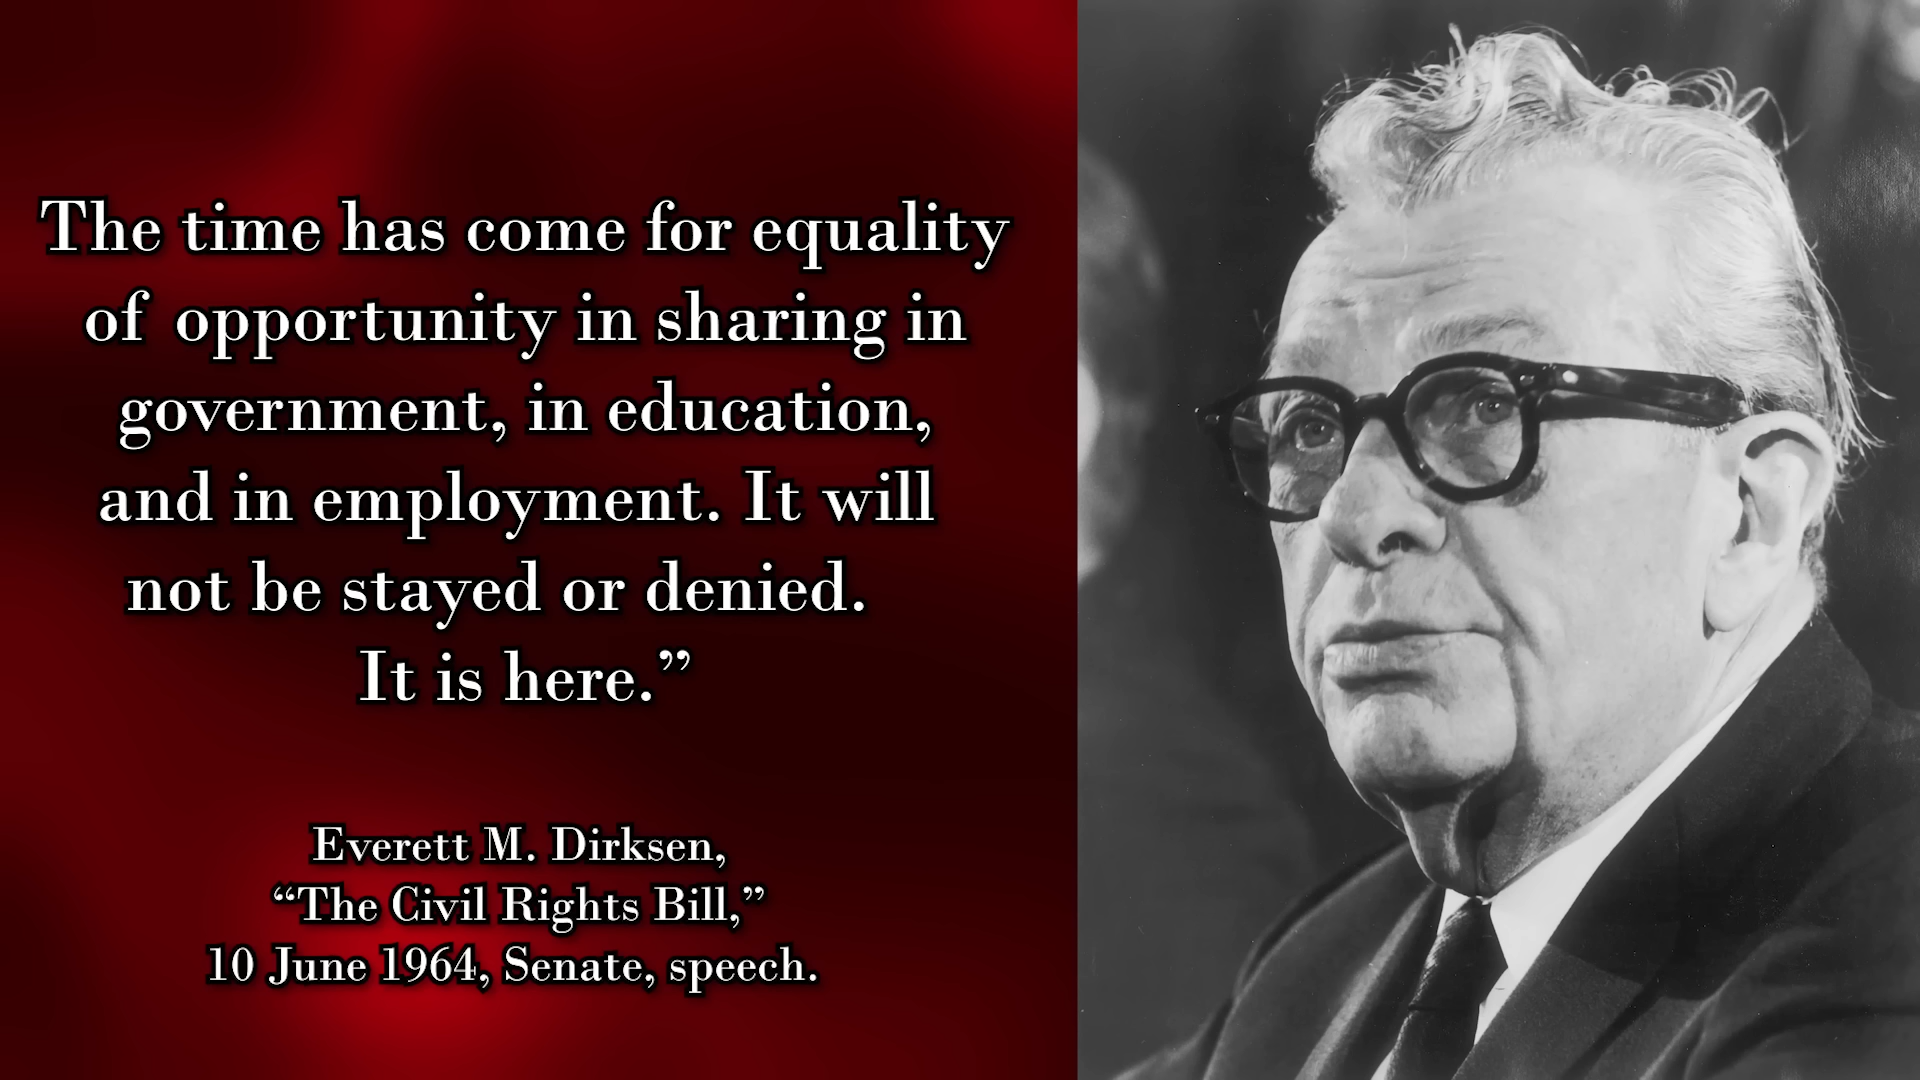 The time has come for equality
of opportunity in sharing in
government, in education,
and in employment. It will
not be stayed or denied.
It is here.”
Everett M. Dirksen,
“The Civil Rights Bill,”
10 June 1964, Senate, speech.